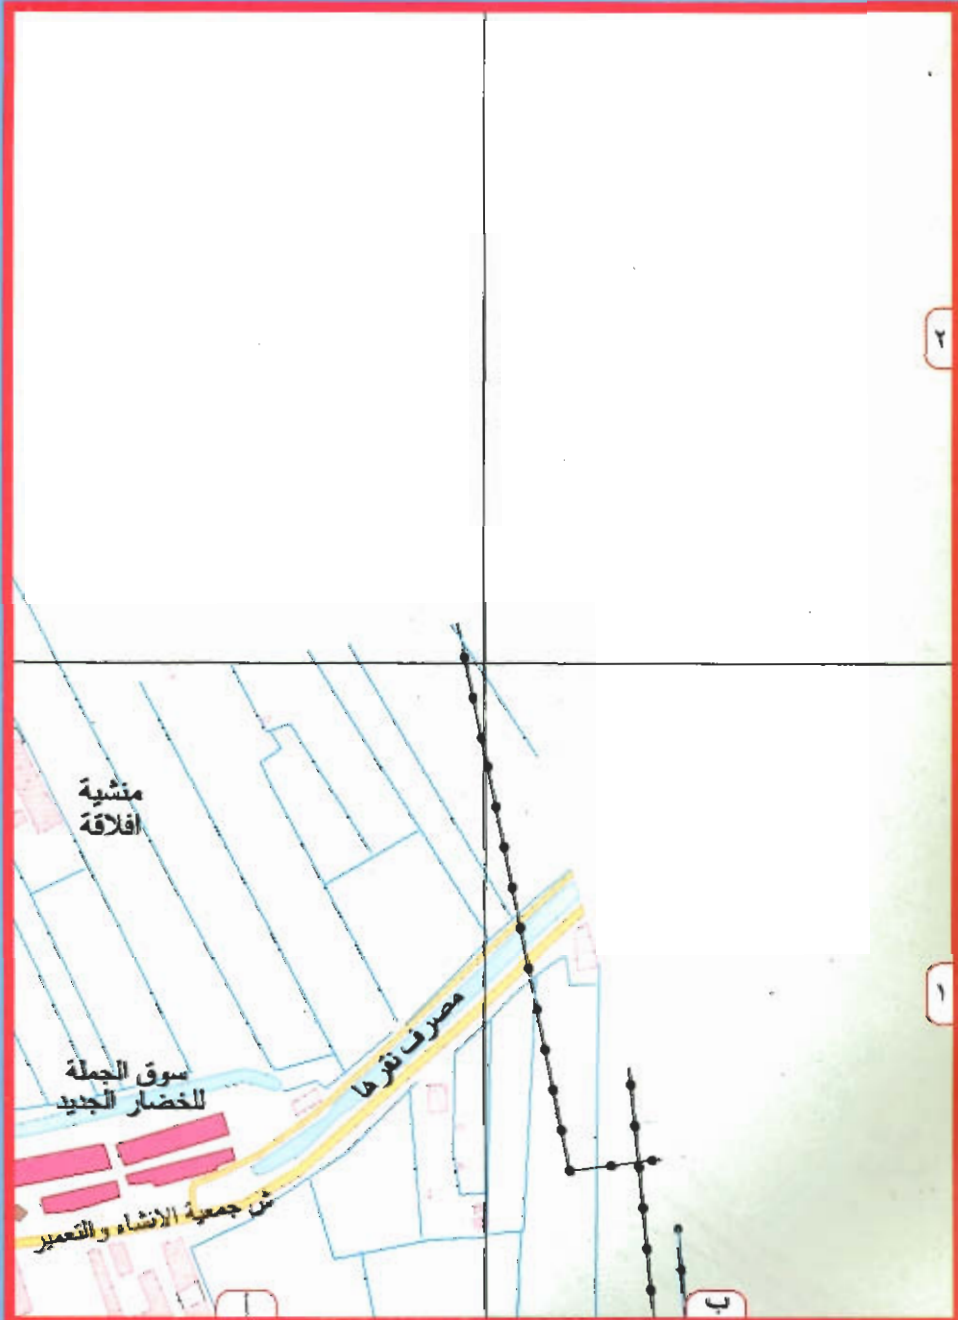 ٢
منشية
افلاقة
١
مصرف نقرها
سوق الجملة
للخضار الجديد
ش جمعية الانشاء والتعمير
أ
ب